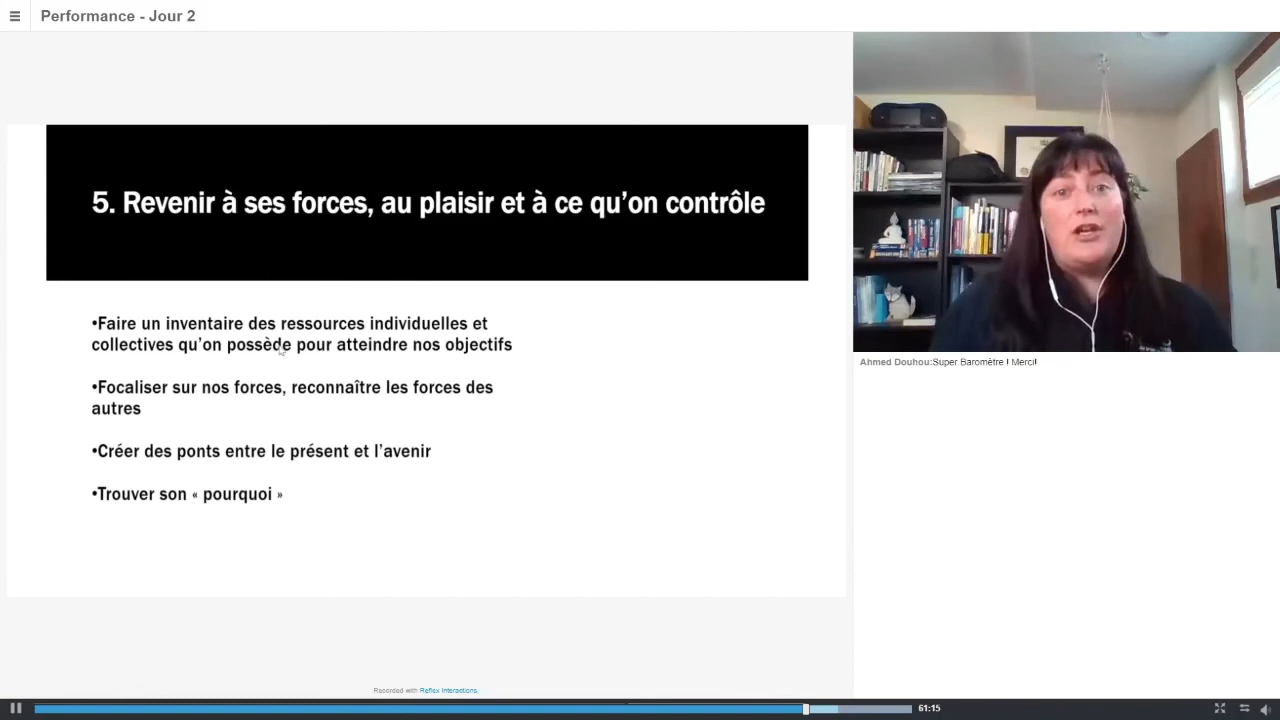 Performance - Jour 2
5. Revenir à ses forces, au plaisir et à ce qu'on contrôle
•Faire un inventaire des ressources individuelles et
collectives qu'on possède pour atteindre nos objectifs
•Focaliser sur nos forces, reconnaître les forces des
autres
•Créer des ponts entre le présent et l'avenir
•Trouver son « pourquoi »
Ahmed Douhou:Super Baromètre ! Merci!
Recorded with Reflex Interactions.
61:15